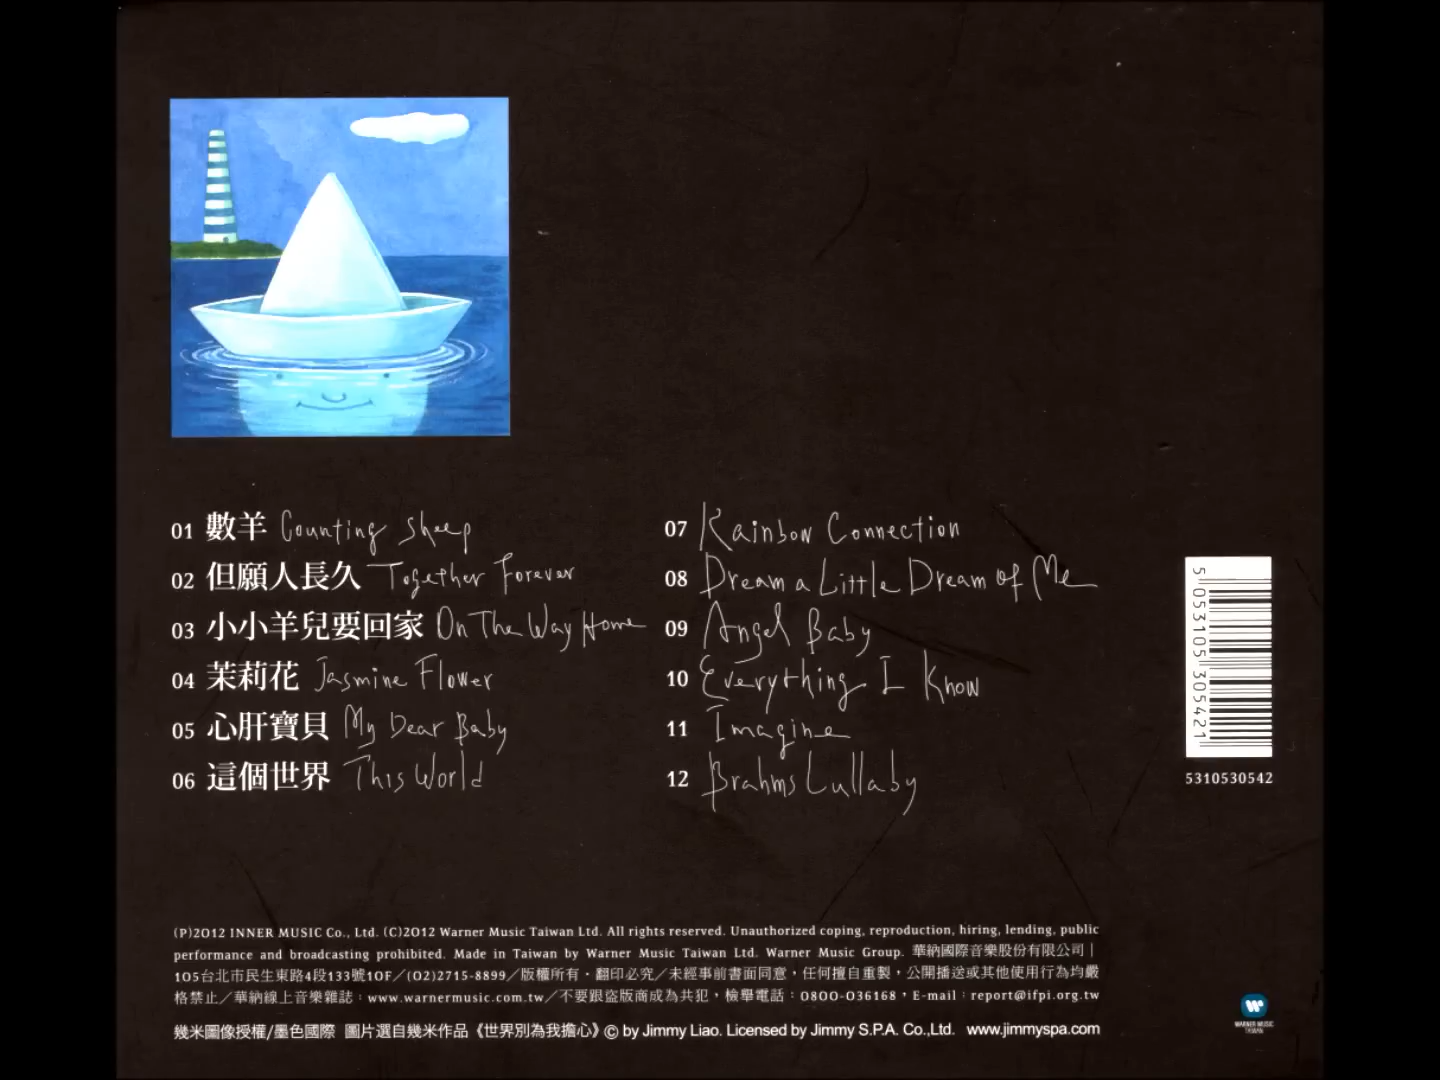 01 數羊 Counting Sheep
02 但願人長久 Together Forever
03 小小羊兒要回家 On The Way Home
04 茉莉花 Jasmine Flower
05 心肝寶貝 My Dear Baby
06 這個世界 This World
07 Rainbow Connection
08 Dream a Little Dream of Me
09 Angel Baby
10 Everything I Know
11 Imagine
12 Brahms Lullaby
5 053105 305421
5310530542
(P)2012 INNER MUSIC Co., Ltd. (C)2012 Warner Music Taiwan Ltd. All rights reserved. Unauthorized coping, reproduction, hiring, lending, public
performance and broadcasting prohibited. Made in Taiwan by Warner Music Taiwan Ltd. Warner Music Group. 華納國際音樂股份有限公司|
105台北市民生東路4段133號10F/(02)2715-8899/版權所有・翻印必究/未經事前書面同意,任何擅自重製,公開播送或其他使用行為均嚴
格禁止/華納線上音樂雜誌:www.warnermusic.com.tw/不要跟盜版商成為共犯,檢舉電話:0800-036168,E-mail:report@ifpi.org.tw
幾米圖像授權/墨色國際 圖片選自幾米作品《世界別為我擔心》© by Jimmy Liao. Licensed by Jimmy S.P.A. Co.,Ltd. www.jimmyspa.com
WARNER MUSIC
TAIWAN